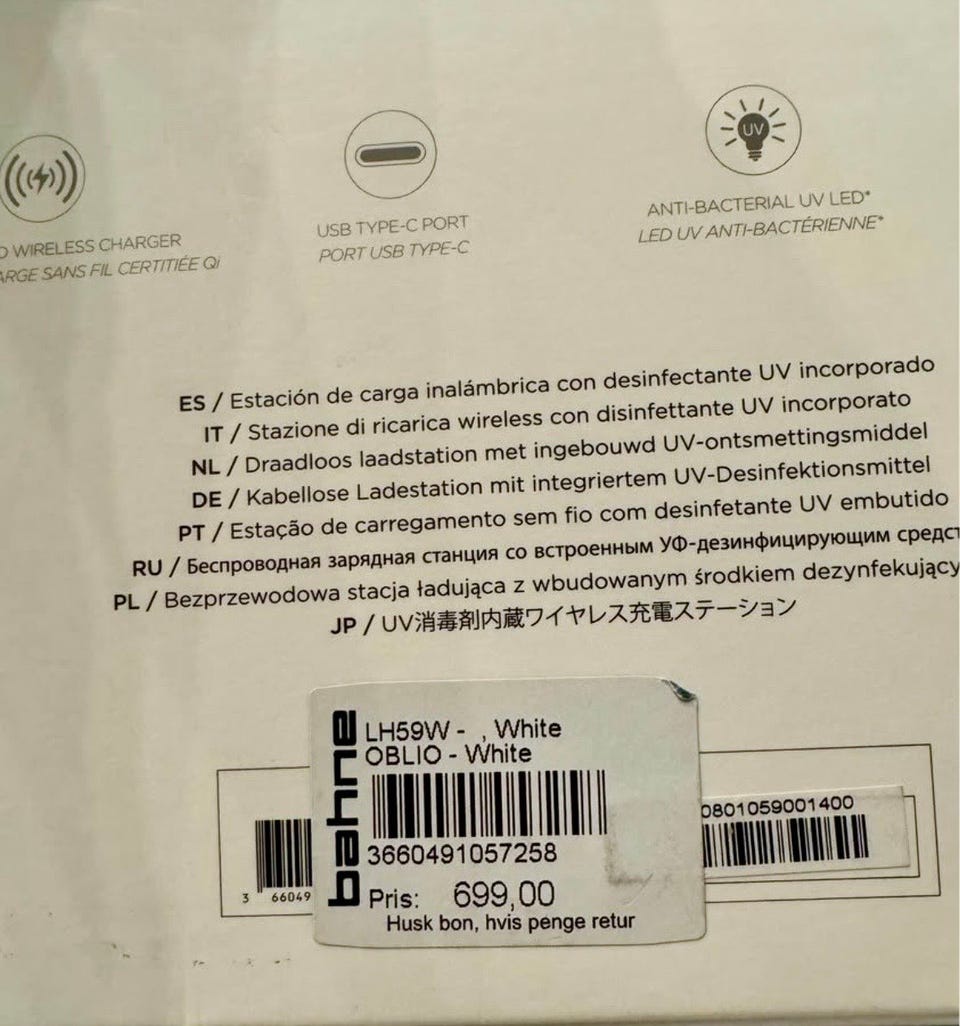 UV
WIRELESS CHARGER
SANS FIL CERTITIÉE Qi
USB TYPE-C PORT
PORT USB TYPE-C
ANTI-BACTERIAL UV LED*
LED UV ANTI-BACTÉRIENNE*
ES / Estación de carga inalámbrica con desinfectante UV incorporado
IT / Stazione di ricarica wireless con disinfettante UV incorporato
NL / Draadloos laadstation met ingebouwd UV-ontsmettingsmiddel
DE / Kabellose Ladestation mit integriertem UV-Desinfektionsmittel
PT / Estação de carregamento sem fio com desinfetante UV embutido
RU / Беспроводная зарядная станция со встроенным УФ-дезинфицирующим
PL / Bezprzewodowa stacja ładująca z wbudowanym środkiem
JP / UV消毒剤内蔵ワイヤレス充電ステーション
bahne
LH59W - , White
OBLIO - White
3660491057258
Pris: 699,00
Husk bon, hvis penge retur
3 66049
0801059001400